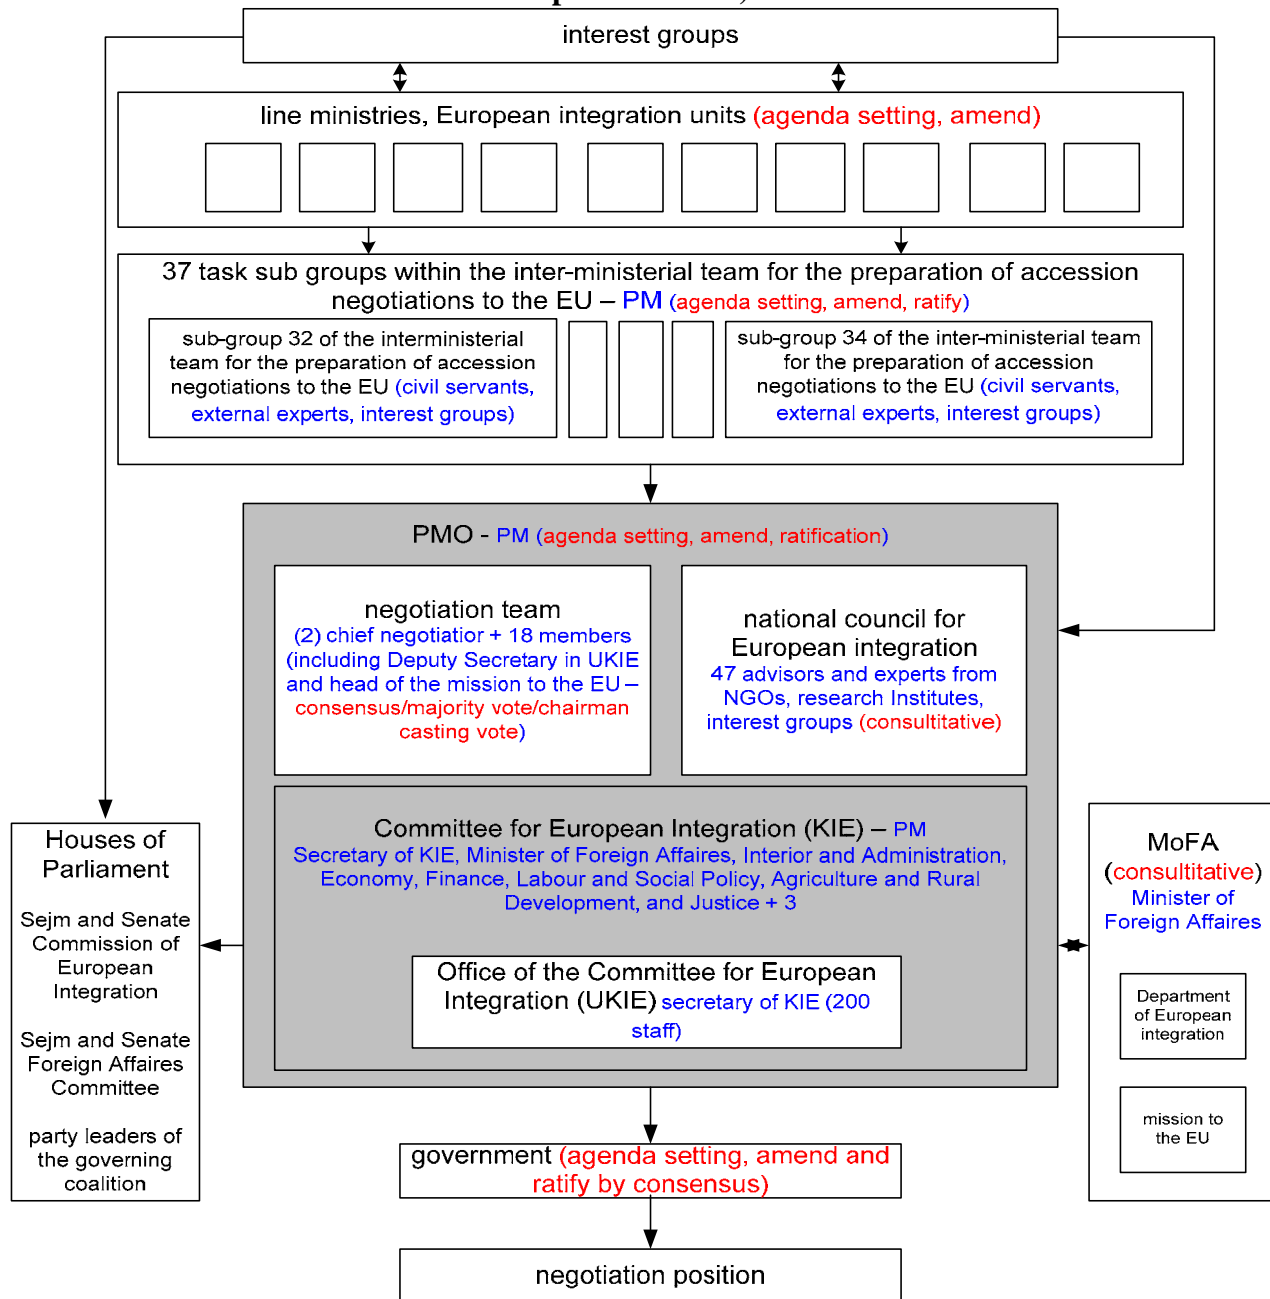 interest groups
line ministries, European integration units (agenda setting, amend)
37 task sub groups within the inter-ministerial team for the preparation of accession
negotiations to the EU – PM (agenda setting, amend, ratify)
sub-group 32 of the interministerial
team for the preparation of accession
negotiations to the EU (civil servants,
external experts, interest groups)
sub-group 34 of the inter-ministerial team
for the preparation of accession
negotiations to the EU (civil servants,
external experts, interest groups)
PMO - PM (agenda setting, amend, ratification)
negotiation team
(2) chief negotiatior + 18 members
(including Deputy Secretary in UKIE
and head of the mission to the EU –
consensus/majority vote/chairman
casting vote)
national council for
European integration
47 advisors and experts from
NGOs, research Institutes,
interest groups (consultitative)
Committee for European Integration (KIE) – PM
Secretary of KIE, Minister of Foreign Affaires, Interior and Administration,
Economy, Finance, Labour and Social Policy, Agriculture and Rural
Development, and Justice + 3
Office of the Committee for European
Integration (UKIE) secretary of KIE (200
staff)
Houses of
Parliament
Sejm and Senate
Commission of
European
Integration
Sejm and Senate
Foreign Affaires
Committee
party leaders of
the governing
coalition
MoFA
(consultitative)
Minister of
Foreign Affaires
Department
of European
integration
mission to
the EU
government (agenda setting, amend and
ratify by consensus)
negotiation position